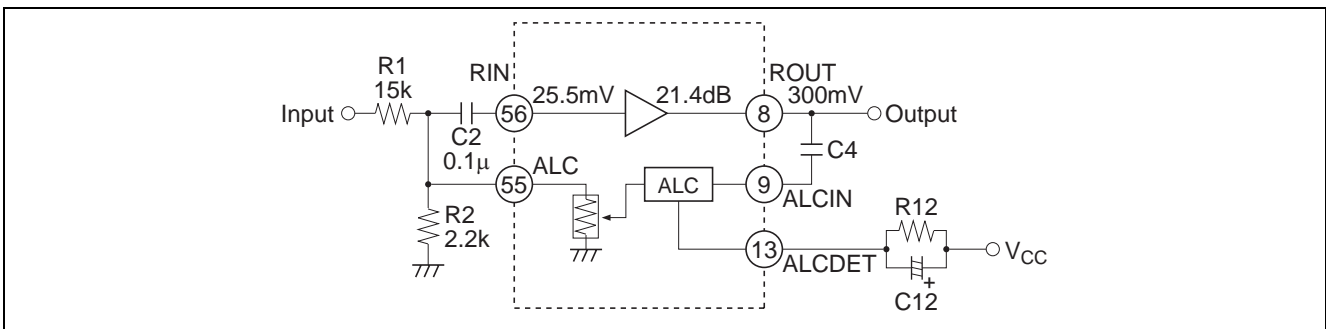 R1
15k
RIN
ROUT
Input
56
25.5mV
21.4dB
8
300mV
Output
C2
0.1μ
C4
55
ALC
ALC
9
ALCIN
R2
2.2k
R12
13
ALCDET
VCC
+
C12